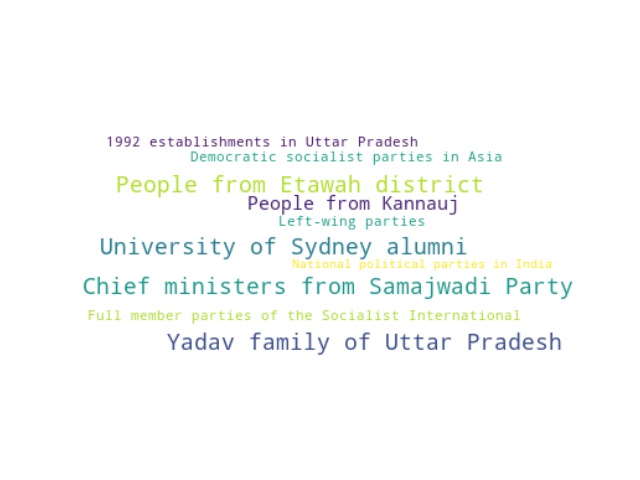 1992 establishments in Uttar Pradesh
Democratic socialist parties in Asia
People from Etawah district
People from Kannauj
Left-wing parties
University of Sydney alumni
National political parties in India
Chief ministers from Samajwadi Party
Full member parties of the Socialist International
Yadav family of Uttar Pradesh